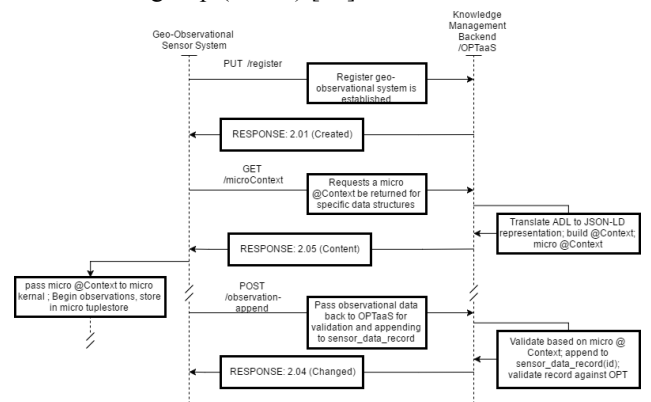 Geo-Observational
Sensor System
Knowledge
Management
Backend
/OPTaaS
PUT /register
Register geo-
observational system is
established
RESPONSE: 2.01 (Created)
GET
/microContext
Requests a micro
@Context be returned for
specific data structures
Translate ADL to JSON-LD
representation; build @Context;
micro @Context
RESPONSE: 2.05 (Content)
pass micro @Context to micro
kernal ; Begin observations, store
in micro tuplestore
POST
/observation-
append
Pass observational data
back to OPTaaS for
validation and appending
to sensor_data_record
Validate based on micro @
Context; append to
sensor_data_record(id);
validate record against OPT
RESPONSE: 2.04 (Changed)